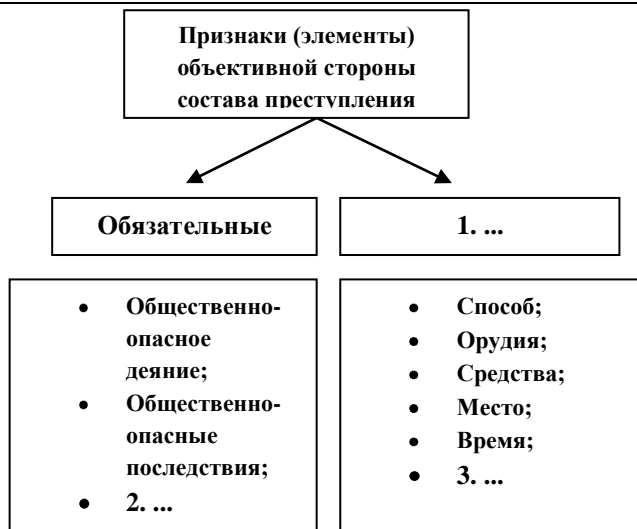 Признаки (элементы)
объективной стороны
состава преступления
Обязательные
1. ...
• Общественно-
опасное
деяние;
• Общественно-
опасные
последствия;
• 2. ...
• Способ;
• Орудия;
• Средства;
• Место;
• Время;
• 3. ...